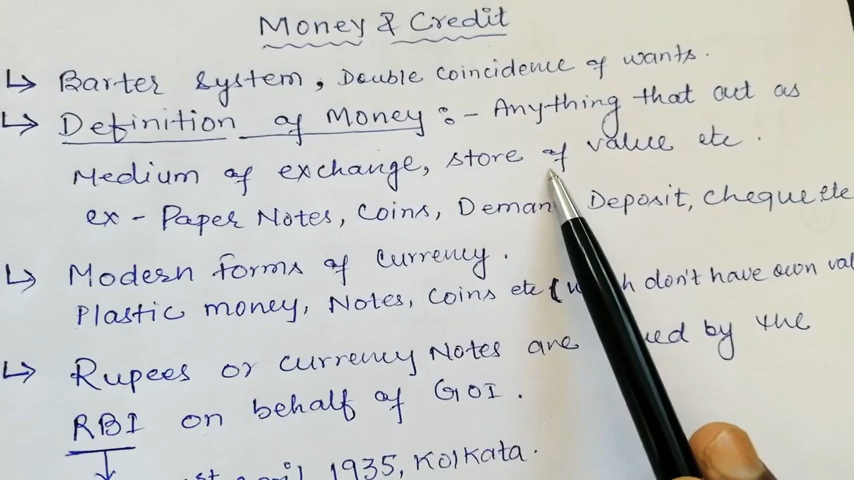 Money & Credit
↳ Barter System, Double coincidence of wants.
↳ Definition of Money :- Anything that out as
Medium of exchange, store of value etc.
ex - Paper Notes, Coins, Deman Deposit, cheque etc
↳ Modern forms of Currency.
Plastic money, Notes, Coins etc ( don't have own val
↳ Rupees or currency Notes are ued by the
RBI on behalf of GOI.
1935, Kolkata.